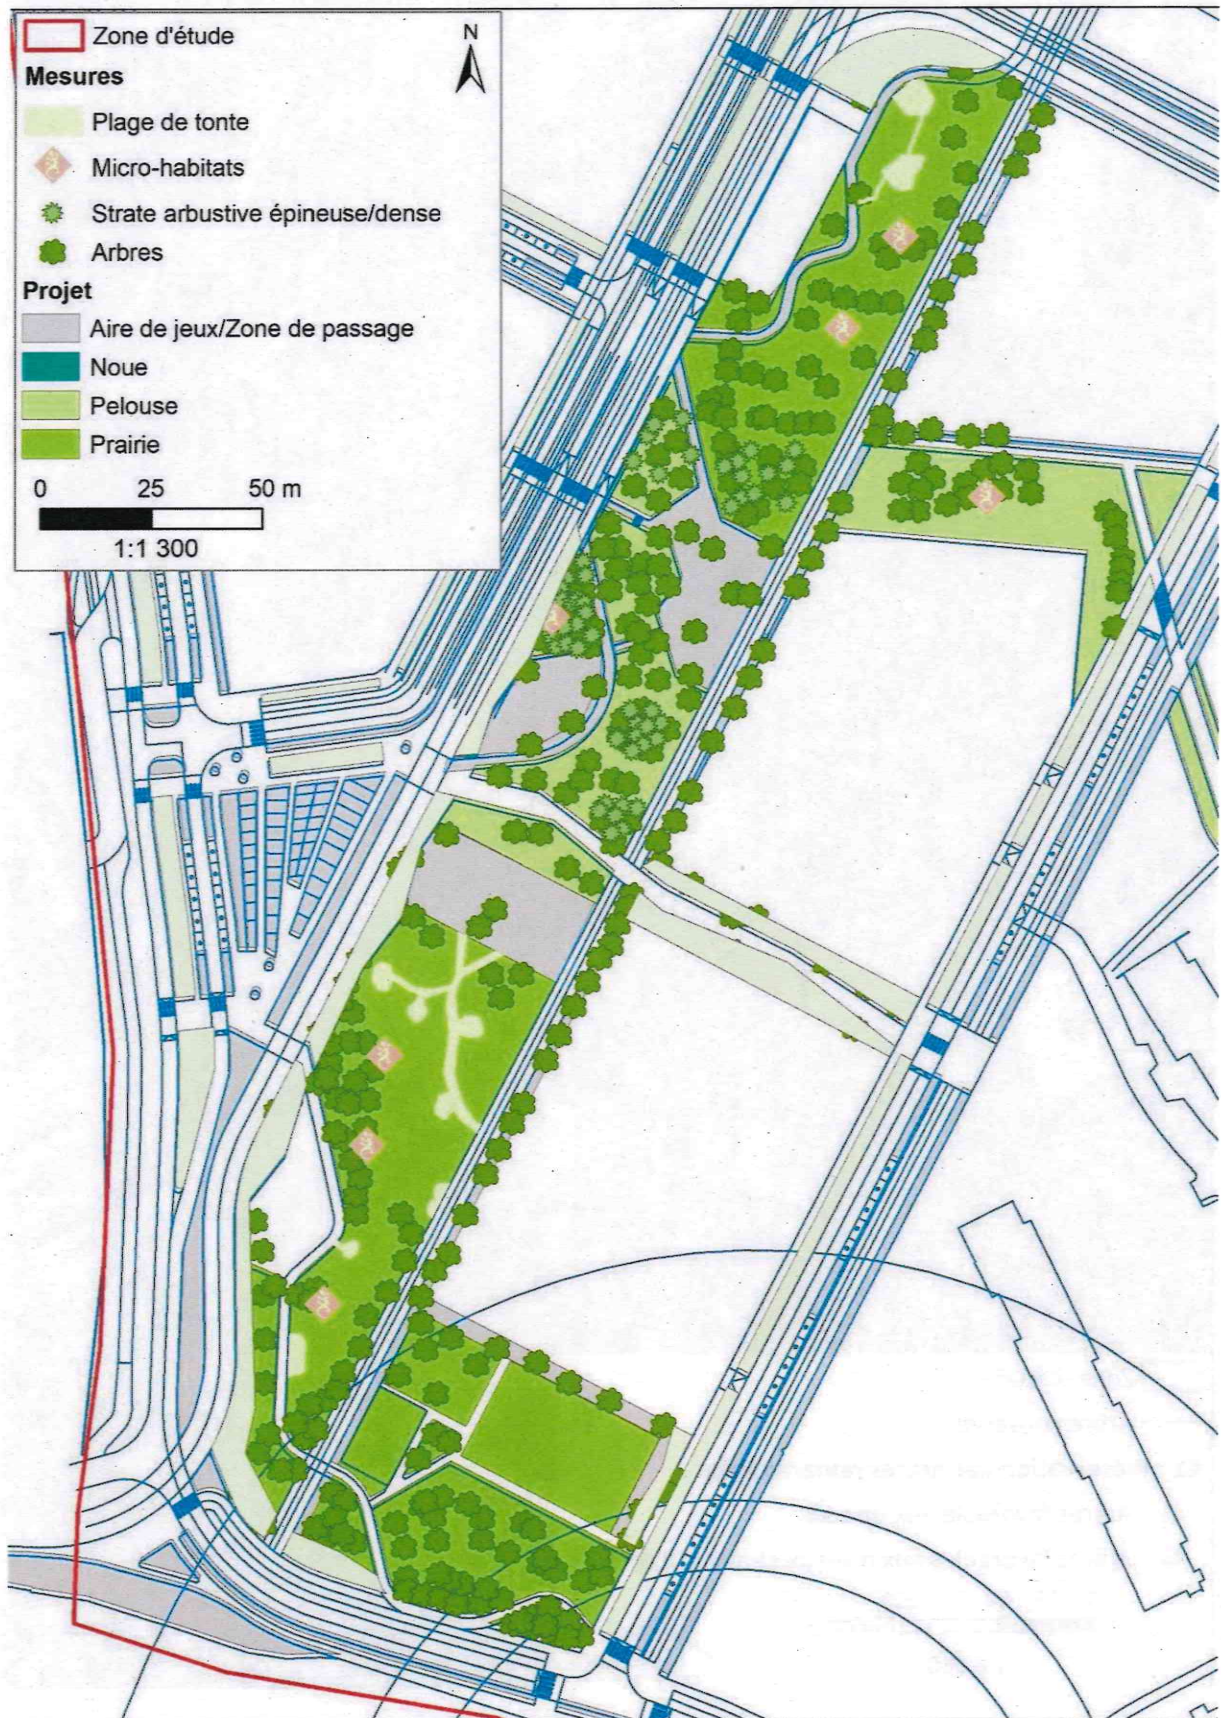 Zone d'étude
N
Mesures
Plage de tonte
Micro-habitats
Strate arbustive épineuse/dense
Arbres
Projet
Aire de jeux/Zone de passage
Noue
Pelouse
Prairie
0 25 50 m
1:1 300